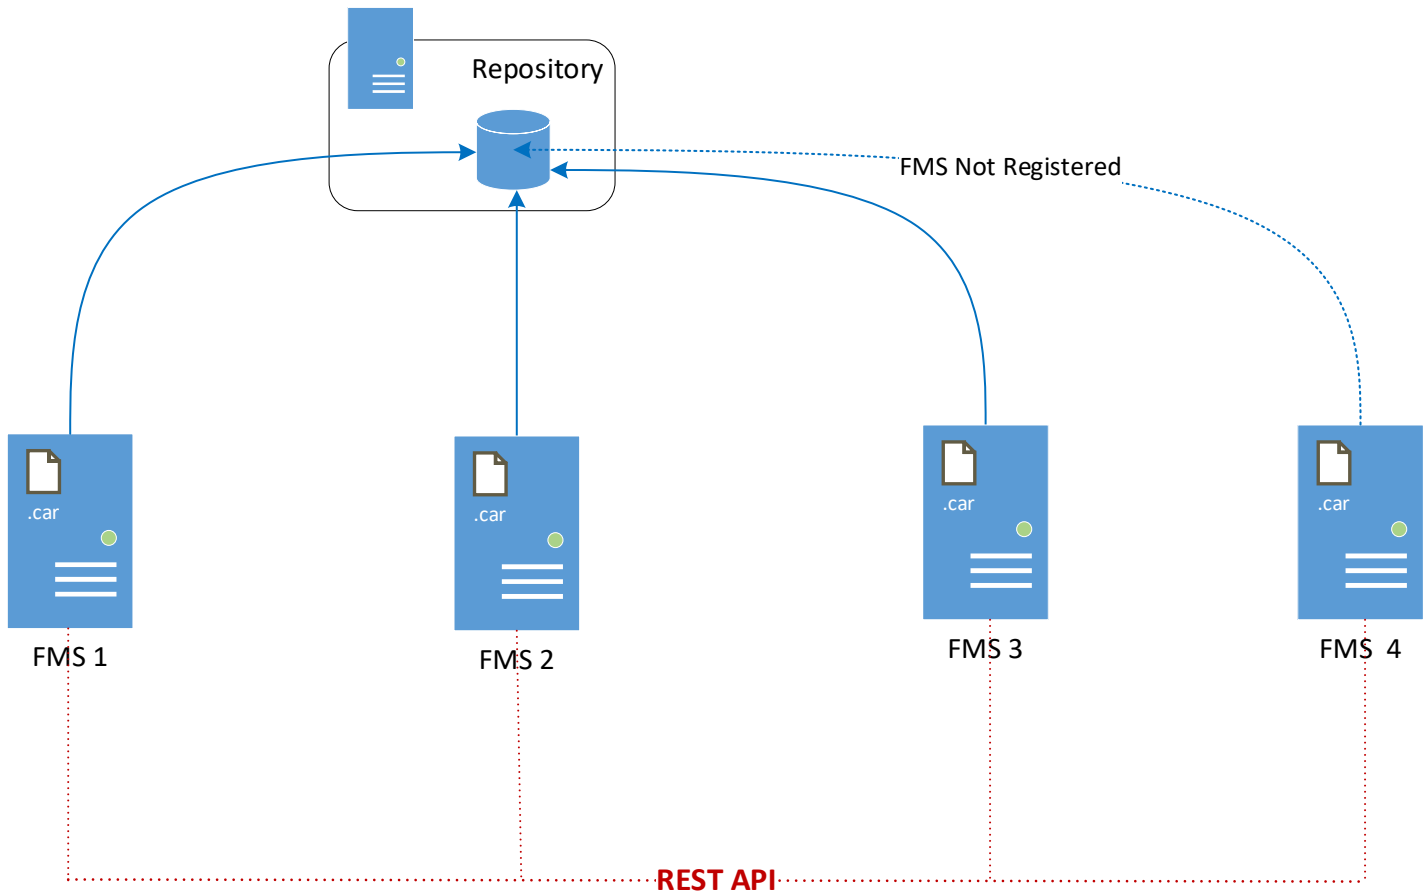 Repository
FMS Not Registered
.car
.car
.car
.car
FMS 1
FMS 2
FMS 3
FMS  4
REST API